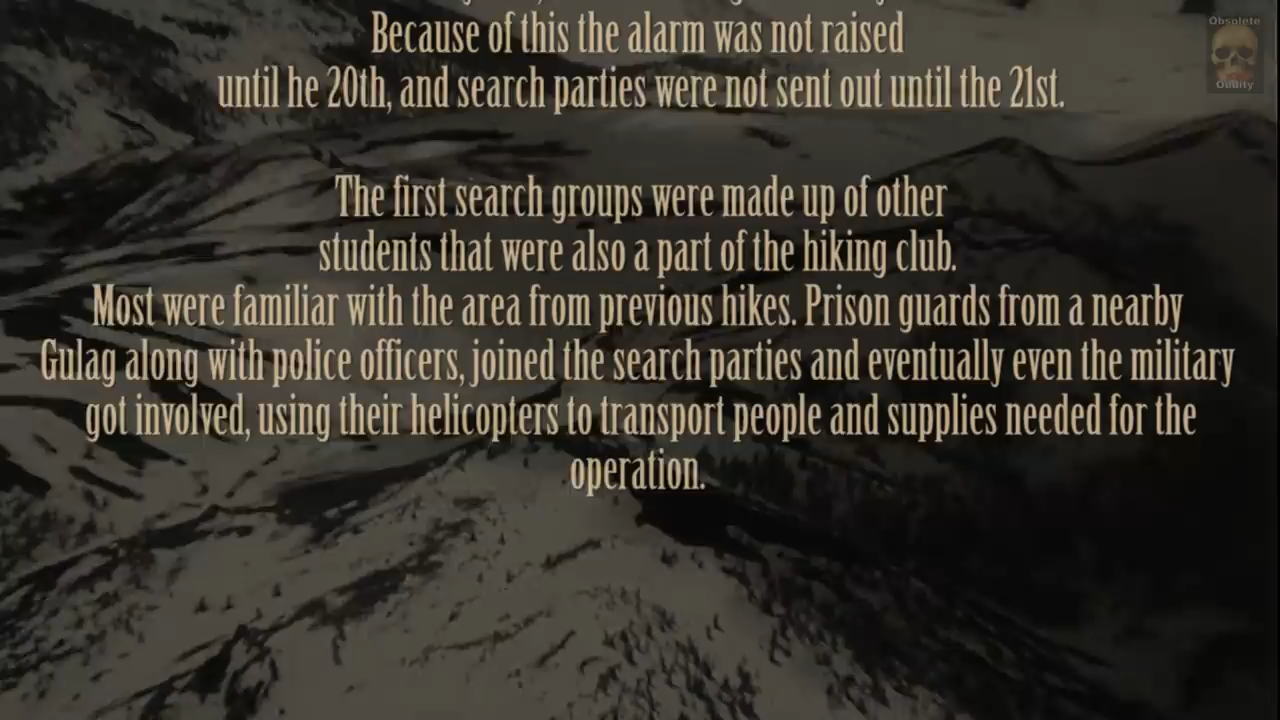 Because of this the alarm was not raised
until he 20th, and search parties were not sent out until the 21st.
The first search groups were made up of other
students that were also a part of the hiking club.
Most were familiar with the area from previous hikes. Prison guards from a nearby
Gulag along with police officers, joined the search parties and eventually even the military
got involved, using their helicopters to transport people and supplies needed for the
operation.
Obsolete
Oddity